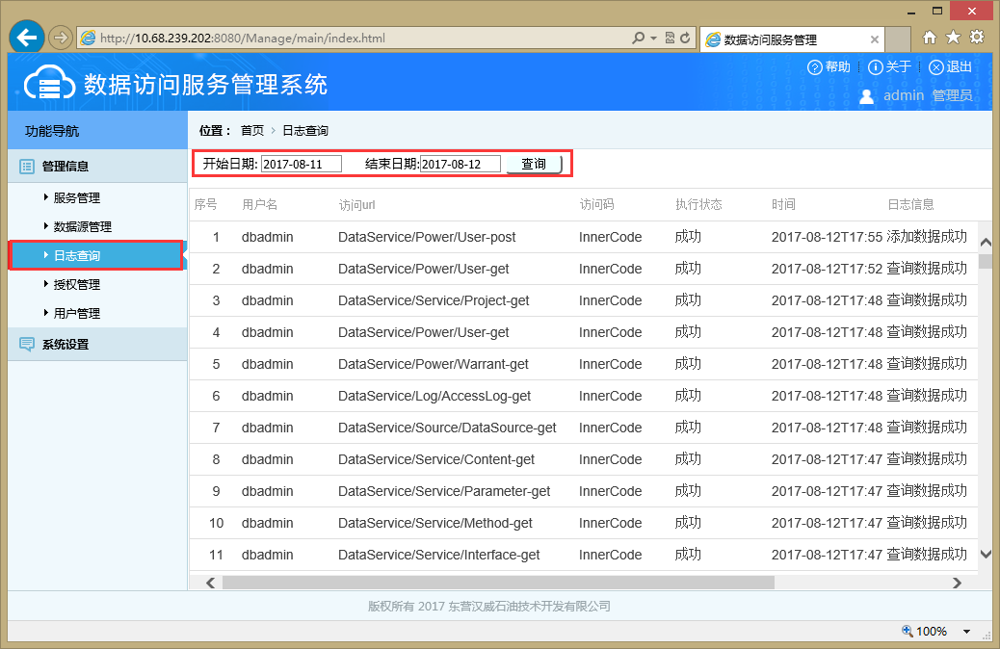 http://10.68.239.202:8080/Manage/main/index.html
数据访问服务管理
数据访问服务管理系统
帮助 关于 退出
admin 管理员
功能导航
管理信息
服务管理
数据源管理
日志查询
授权管理
用户管理
系统设置
位置： 首页 > 日志查询
开始日期: 2017-08-11 结束日期: 2017-08-12 查询
序号 用户名 访问url 访问码 执行状态 时间 日志信息
1 dbadmin DataService/Power/User-post InnerCode 成功 2017-08-12T17:55 添加数据成功
2 dbadmin DataService/Power/User-get InnerCode 成功 2017-08-12T17:52 查询数据成功
3 dbadmin DataService/Service/Project-get InnerCode 成功 2017-08-12T17:48 查询数据成功
4 dbadmin DataService/Power/User-get InnerCode 成功 2017-08-12T17:48 查询数据成功
5 dbadmin DataService/Power/Warrant-get InnerCode 成功 2017-08-12T17:48 查询数据成功
6 dbadmin DataService/Log/AccessLog-get InnerCode 成功 2017-08-12T17:48 查询数据成功
7 dbadmin DataService/Source/DataSource-get InnerCode 成功 2017-08-12T17:48 查询数据成功
8 dbadmin DataService/Service/Content-get InnerCode 成功 2017-08-12T17:47 查询数据成功
9 dbadmin DataService/Service/Parameter-get InnerCode 成功 2017-08-12T17:47 查询数据成功
10 dbadmin DataService/Service/Method-get InnerCode 成功 2017-08-12T17:47 查询数据成功
11 dbadmin DataService/Service/Interface-get InnerCode 成功 2017-08-12T17:47 查询数据成功
版权所有 2017 东营汉威石油技术开发有限公司
100%